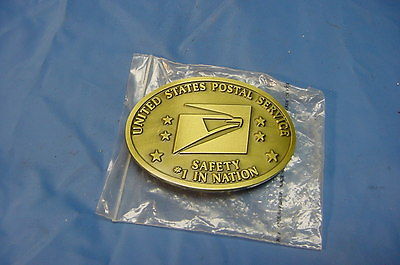 UNITED STATES POSTAL SERVICE
SAFETY
#1 IN NATION